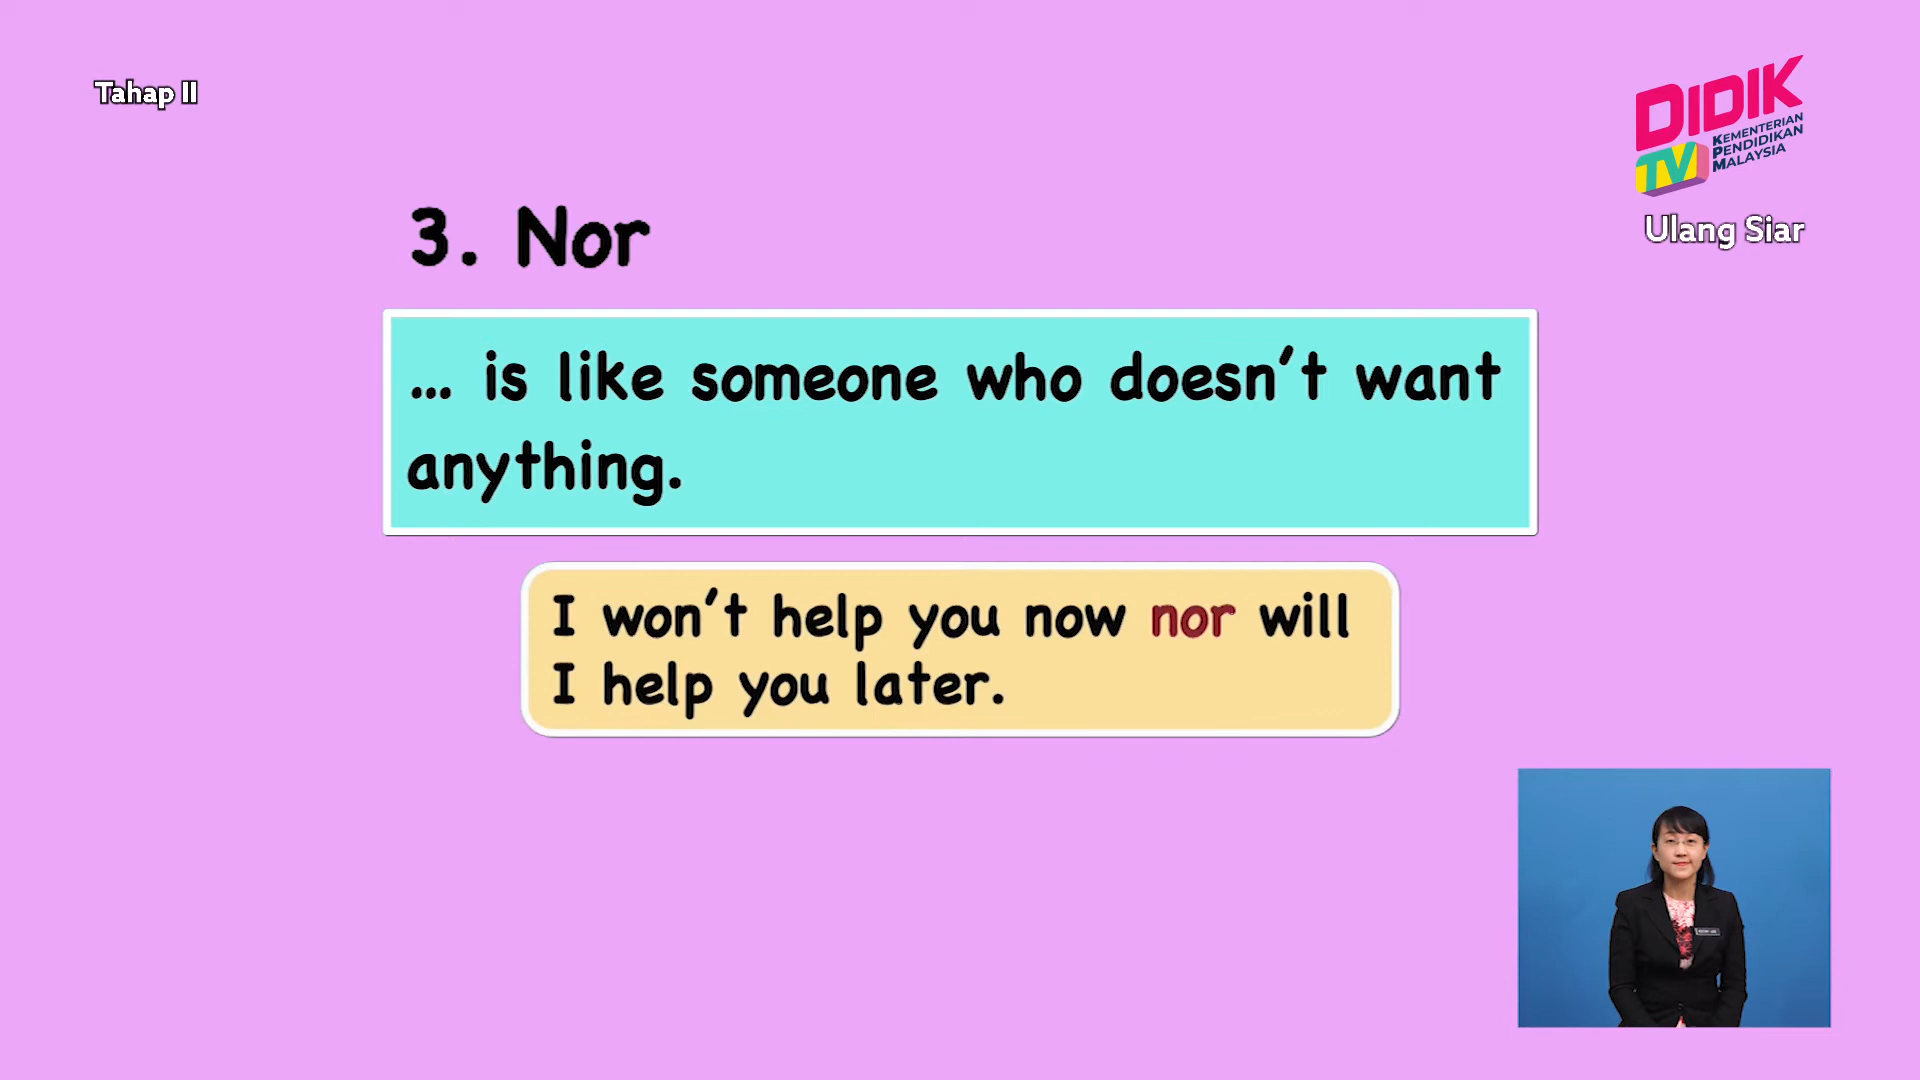 Tahap II
DIDIK
TV
KEMENTERIAN
PENDIDIKAN
MALAYSIA
Ulang Siar
3. Nor
... is like someone who doesn't want
anything.
I won't help you now nor will
I help you later.